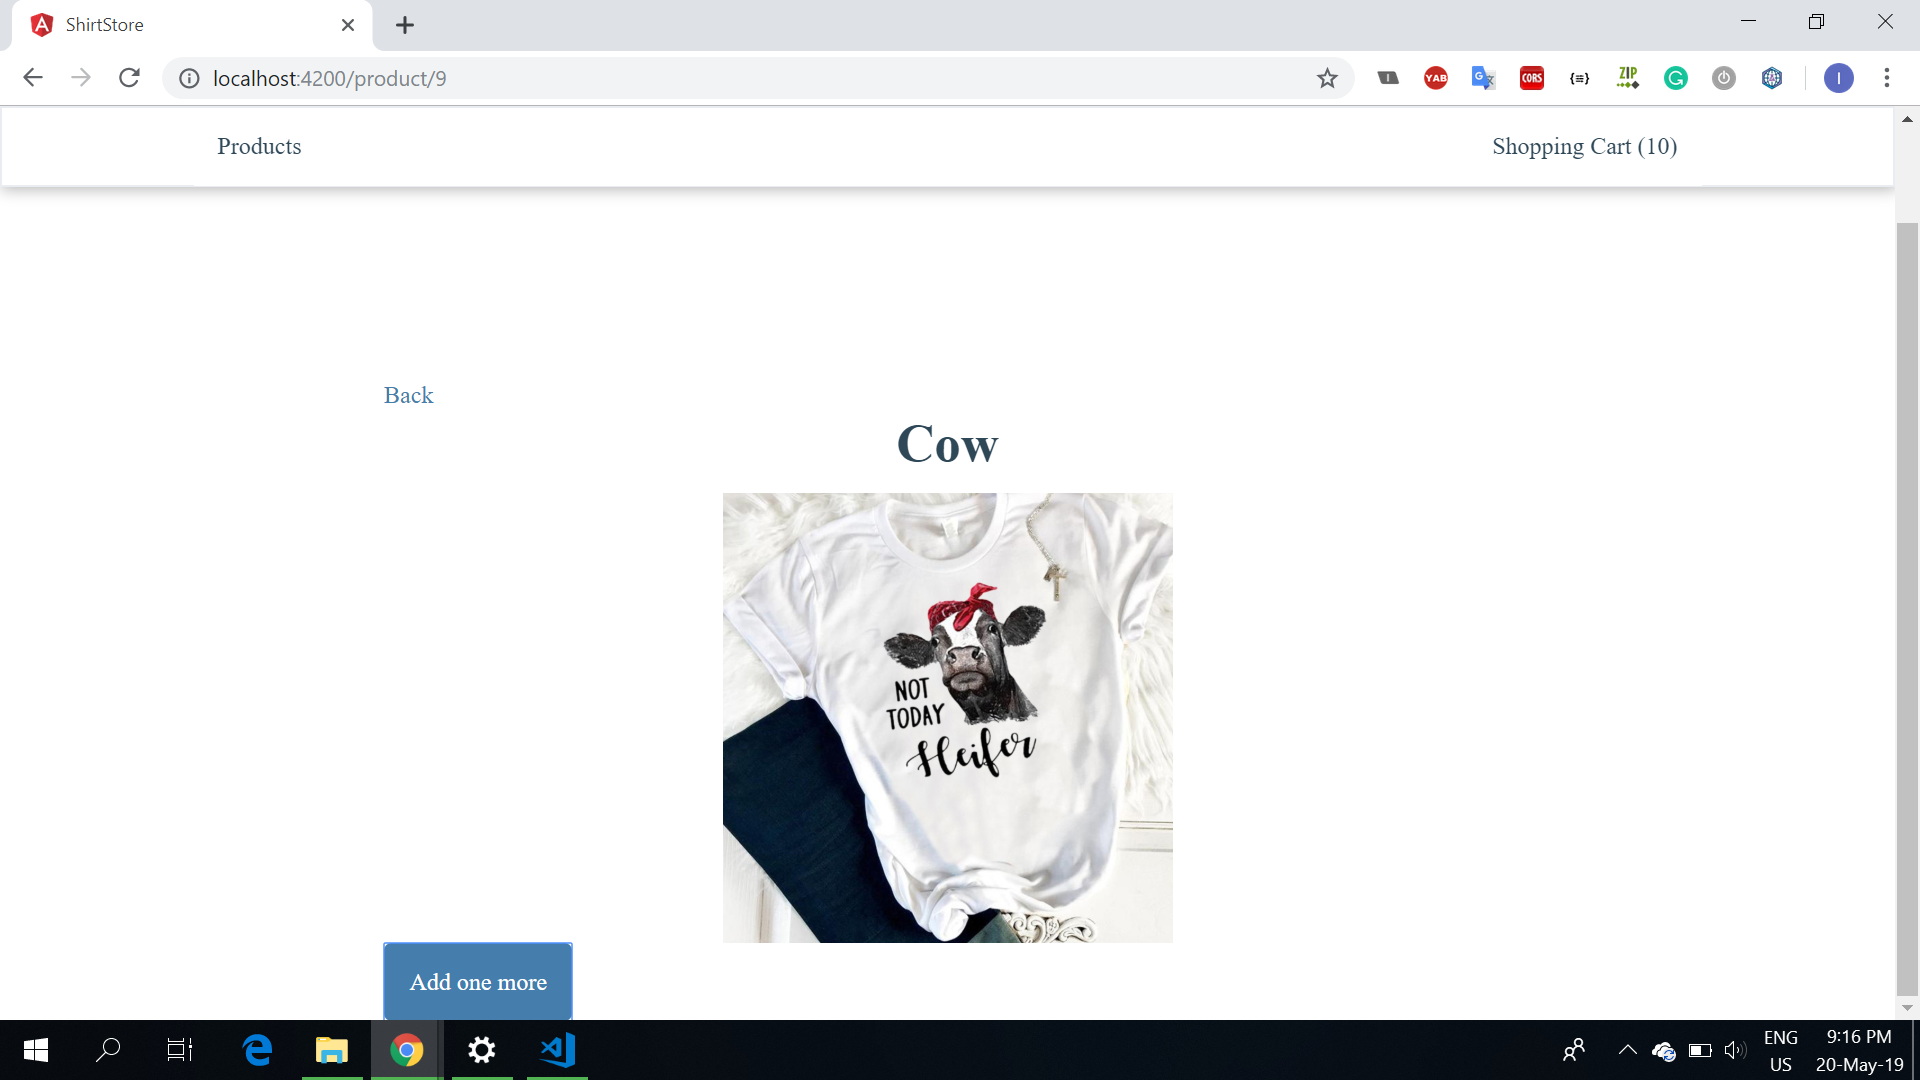 ShirtStore
localhost:4200/product/9
YAB
G
CORS
{≡}
ZIP
I
Products
Shopping Cart (10)
Back
Cow
NOT
TODAY
Heifer
Add one more
ENG
US
9:16 PM
20-May-19